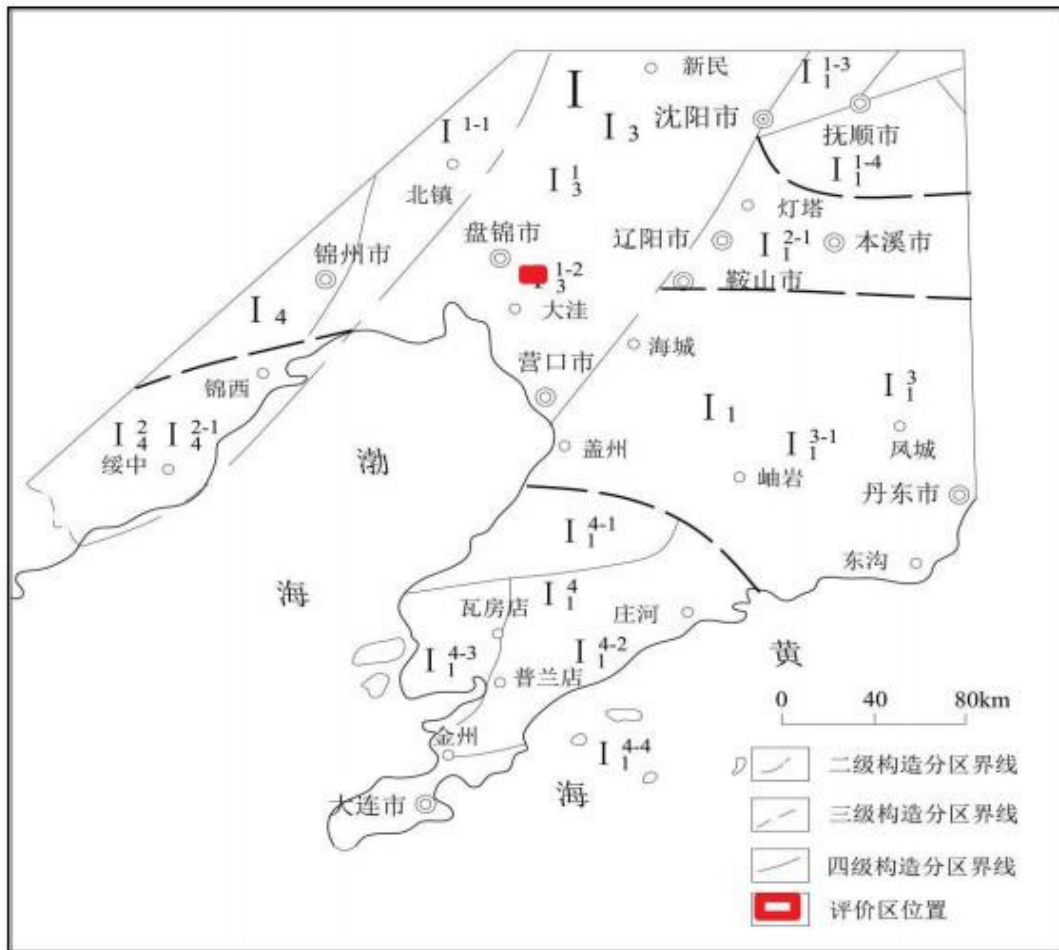 新民
I 1-3 1
I
沈阳市
I 3
抚顺市
I 1-1
北镇
I 1 3
I 1-4 1
灯塔
盘锦市
辽阳市
I 2-1 1
本溪市
锦州市
I 1-2 3
鞍山市
大洼
I 4
海城
锦西
营口市
I 3 1
I 1
I 2 4
I 2-1 4
绥中
渤
盖州
I 3-1 1
凤城
岫岩
丹东市
I 4-1 1
东沟
海
I 4 1
瓦房店
庄河
I 4-3 1
I 4-2 1
黄
普兰店
0 40 80km
金州
I 4-4 1
海
大连市
二级构造分区界线
三级构造分区界线
四级构造分区界线
评价区位置